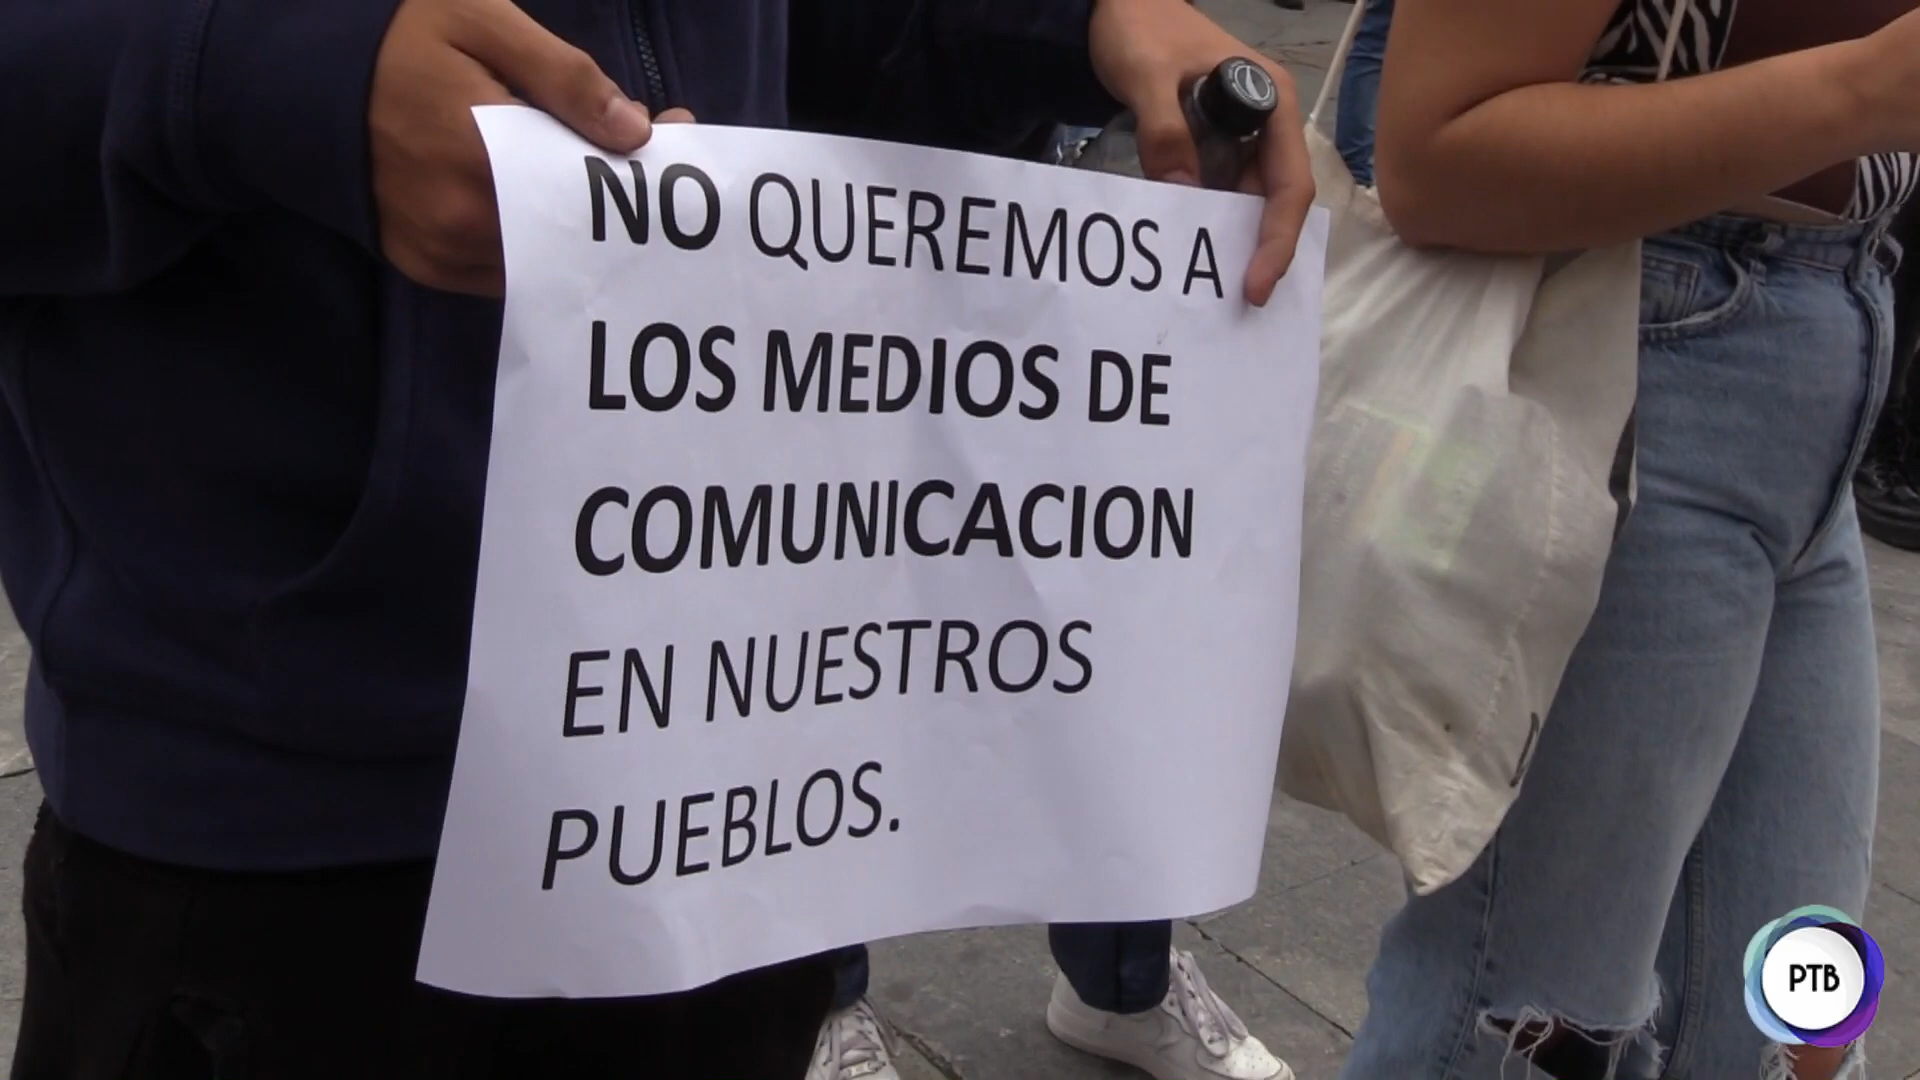 NO QUEREMOS A
LOS MEDIOS DE
COMUNICACION
EN NUESTROS
PUEBLOS.
PTB